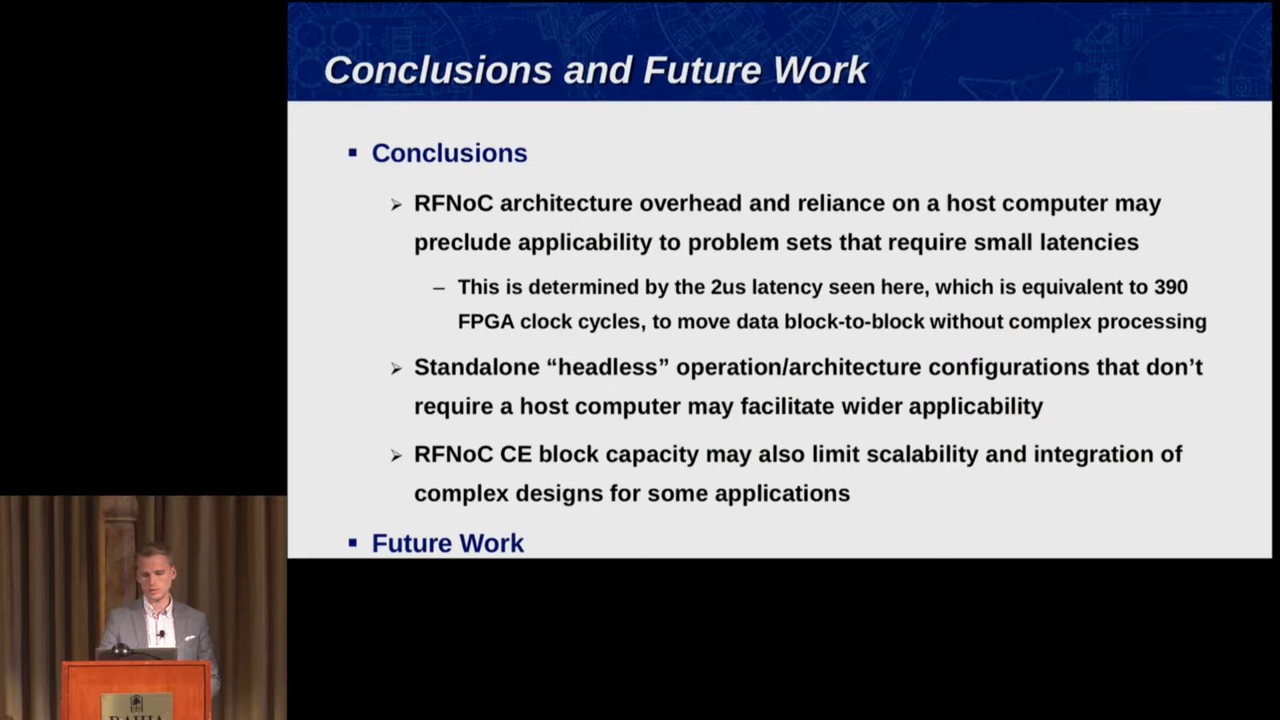 Conclusions and Future Work
▪ Conclusions
➢ RFNoC architecture overhead and reliance on a host computer may
preclude applicability to problem sets that require small latencies
– This is determined by the 2us latency seen here, which is equivalent to 390
FPGA clock cycles, to move data block-to-block without complex processing
➢ Standalone “headless” operation/architecture configurations that don’t
require a host computer may facilitate wider applicability
➢ RFNoC CE block capacity may also limit scalability and integration of
complex designs for some applications
▪ Future Work
BAHIA